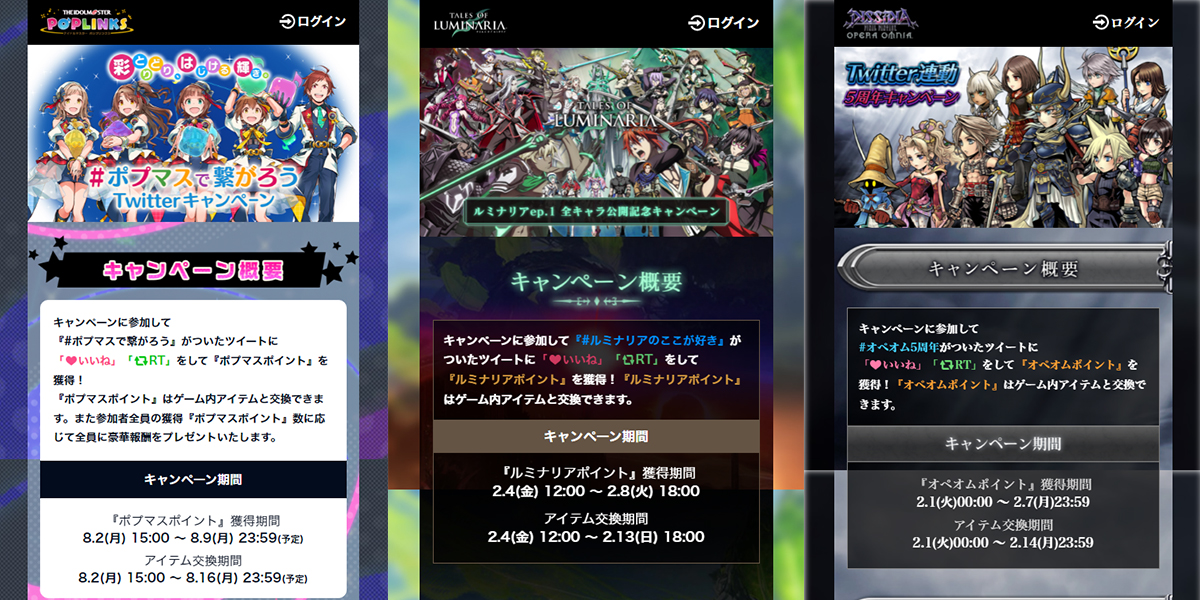 THE IDOLM@STER
POPLINKS
ログイン
彩とりどり、はじける輝き。
#ポプマスで繋がろう
Twitterキャンペーン
キャンペーン概要
キャンペーンに参加して
『#ポプマスで繋がろう』がついたツイートに
「♥いいね」「RT」をして『ポプマスポイント』を
獲得！
『ポプマスポイント』はゲーム内アイテムと交換できま
す。また参加者全員の獲得『ポプマスポイント』数に応
じて全員に豪華報酬をプレゼントいたします。
キャンペーン期間
『ポプマスポイント』獲得期間
8.2(月) 15:00 〜 8.9(月) 23:59(予定)
アイテム交換期間
8.2(月) 15:00 〜 8.16(月) 23:59(予定)
TALES OF
LUMINARIA
ログイン
TALES OF
LUMINARIA
ルミナリアep.1 全キャラ公開記念キャンペーン
キャンペーン概要
キャンペーンに参加して『#ルミナリアのここが好き』が
ついたツイートに「♥いいね」「RT」をして
『ルミナリアポイント』を獲得！『ルミナリアポイント』
はゲーム内アイテムと交換できます。
キャンペーン期間
『ルミナリアポイント』獲得期間
2.4(金) 12:00 〜 2.8(火) 18:00
アイテム交換期間
2.4(金) 12:00 〜 2.13(日) 18:00
DISSIDIA
FINAL FANTASY
OPERA OMNIA
ログイン
Twitter連動
5周年キャンペーン
キャンペーン概要
キャンペーンに参加して
#オペオム5周年がついたツイートに
「♥いいね」「RT」をして『オペオムポイント』を
獲得！『オペオムポイント』はゲーム内アイテムと交換で
きます。
キャンペーン期間
『オペオムポイント』獲得期間
2.1(火)00:00 〜 2.7(月)23:59
アイテム交換期間
2.1(火)00:00 〜 2.14(月)23:59